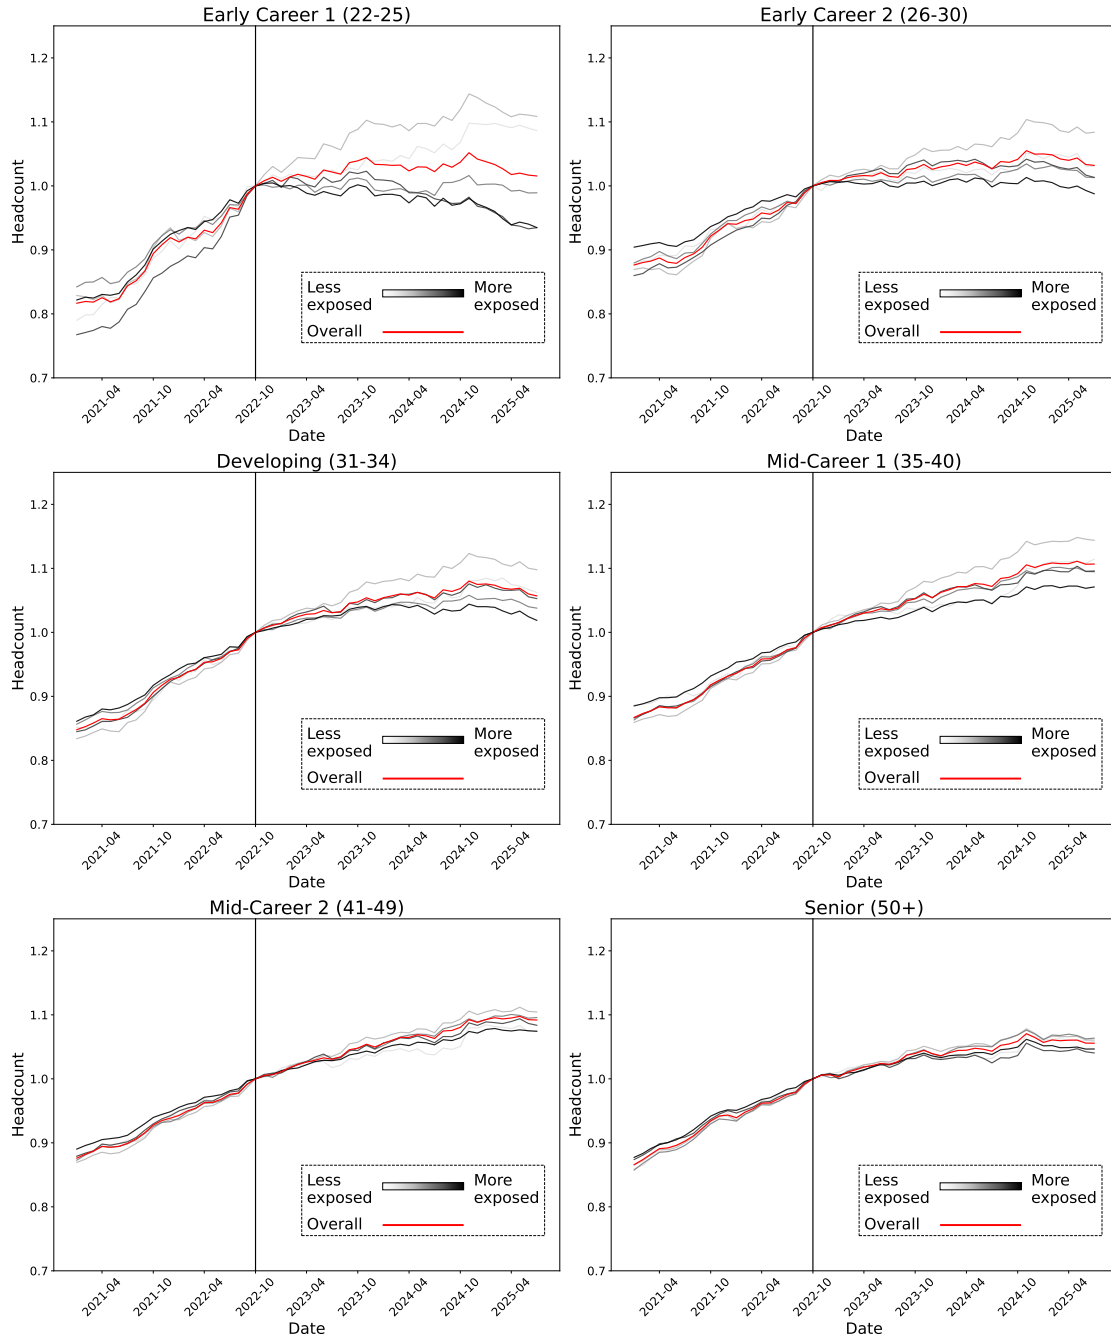 Early Career 1 (22-25)
Headcount
1.2
1.1
1.0
0.9
0.8
0.7
Less
exposed
More
exposed
Overall
2021-04
2021-10
2022-04
2022-10
2023-04
2023-10
2024-04
2024-10
2025-04
Date
Early Career 2 (26-30)
Headcount
1.2
1.1
1.0
0.9
0.8
0.7
Less
exposed
More
exposed
Overall
2021-04
2021-10
2022-04
2022-10
2023-04
2023-10
2024-04
2024-10
2025-04
Date
Developing (31-34)
Headcount
1.2
1.1
1.0
0.9
0.8
0.7
Less
exposed
More
exposed
Overall
2021-04
2021-10
2022-04
2022-10
2023-04
2023-10
2024-04
2024-10
2025-04
Date
Mid-Career 1 (35-40)
Headcount
1.2
1.1
1.0
0.9
0.8
0.7
Less
exposed
More
exposed
Overall
2021-04
2021-10
2022-04
2022-10
2023-04
2023-10
2024-04
2024-10
2025-04
Date
Mid-Career 2 (41-49)
Headcount
1.2
1.1
1.0
0.9
0.8
0.7
Less
exposed
More
exposed
Overall
2021-04
2021-10
2022-04
2022-10
2023-04
2023-10
2024-04
2024-10
2025-04
Date
Senior (50+)
Headcount
1.2
1.1
1.0
0.9
0.8
0.7
Less
exposed
More
exposed
Overall
2021-04
2021-10
2022-04
2022-10
2023-04
2023-10
2024-04
2024-10
2025-04
Date